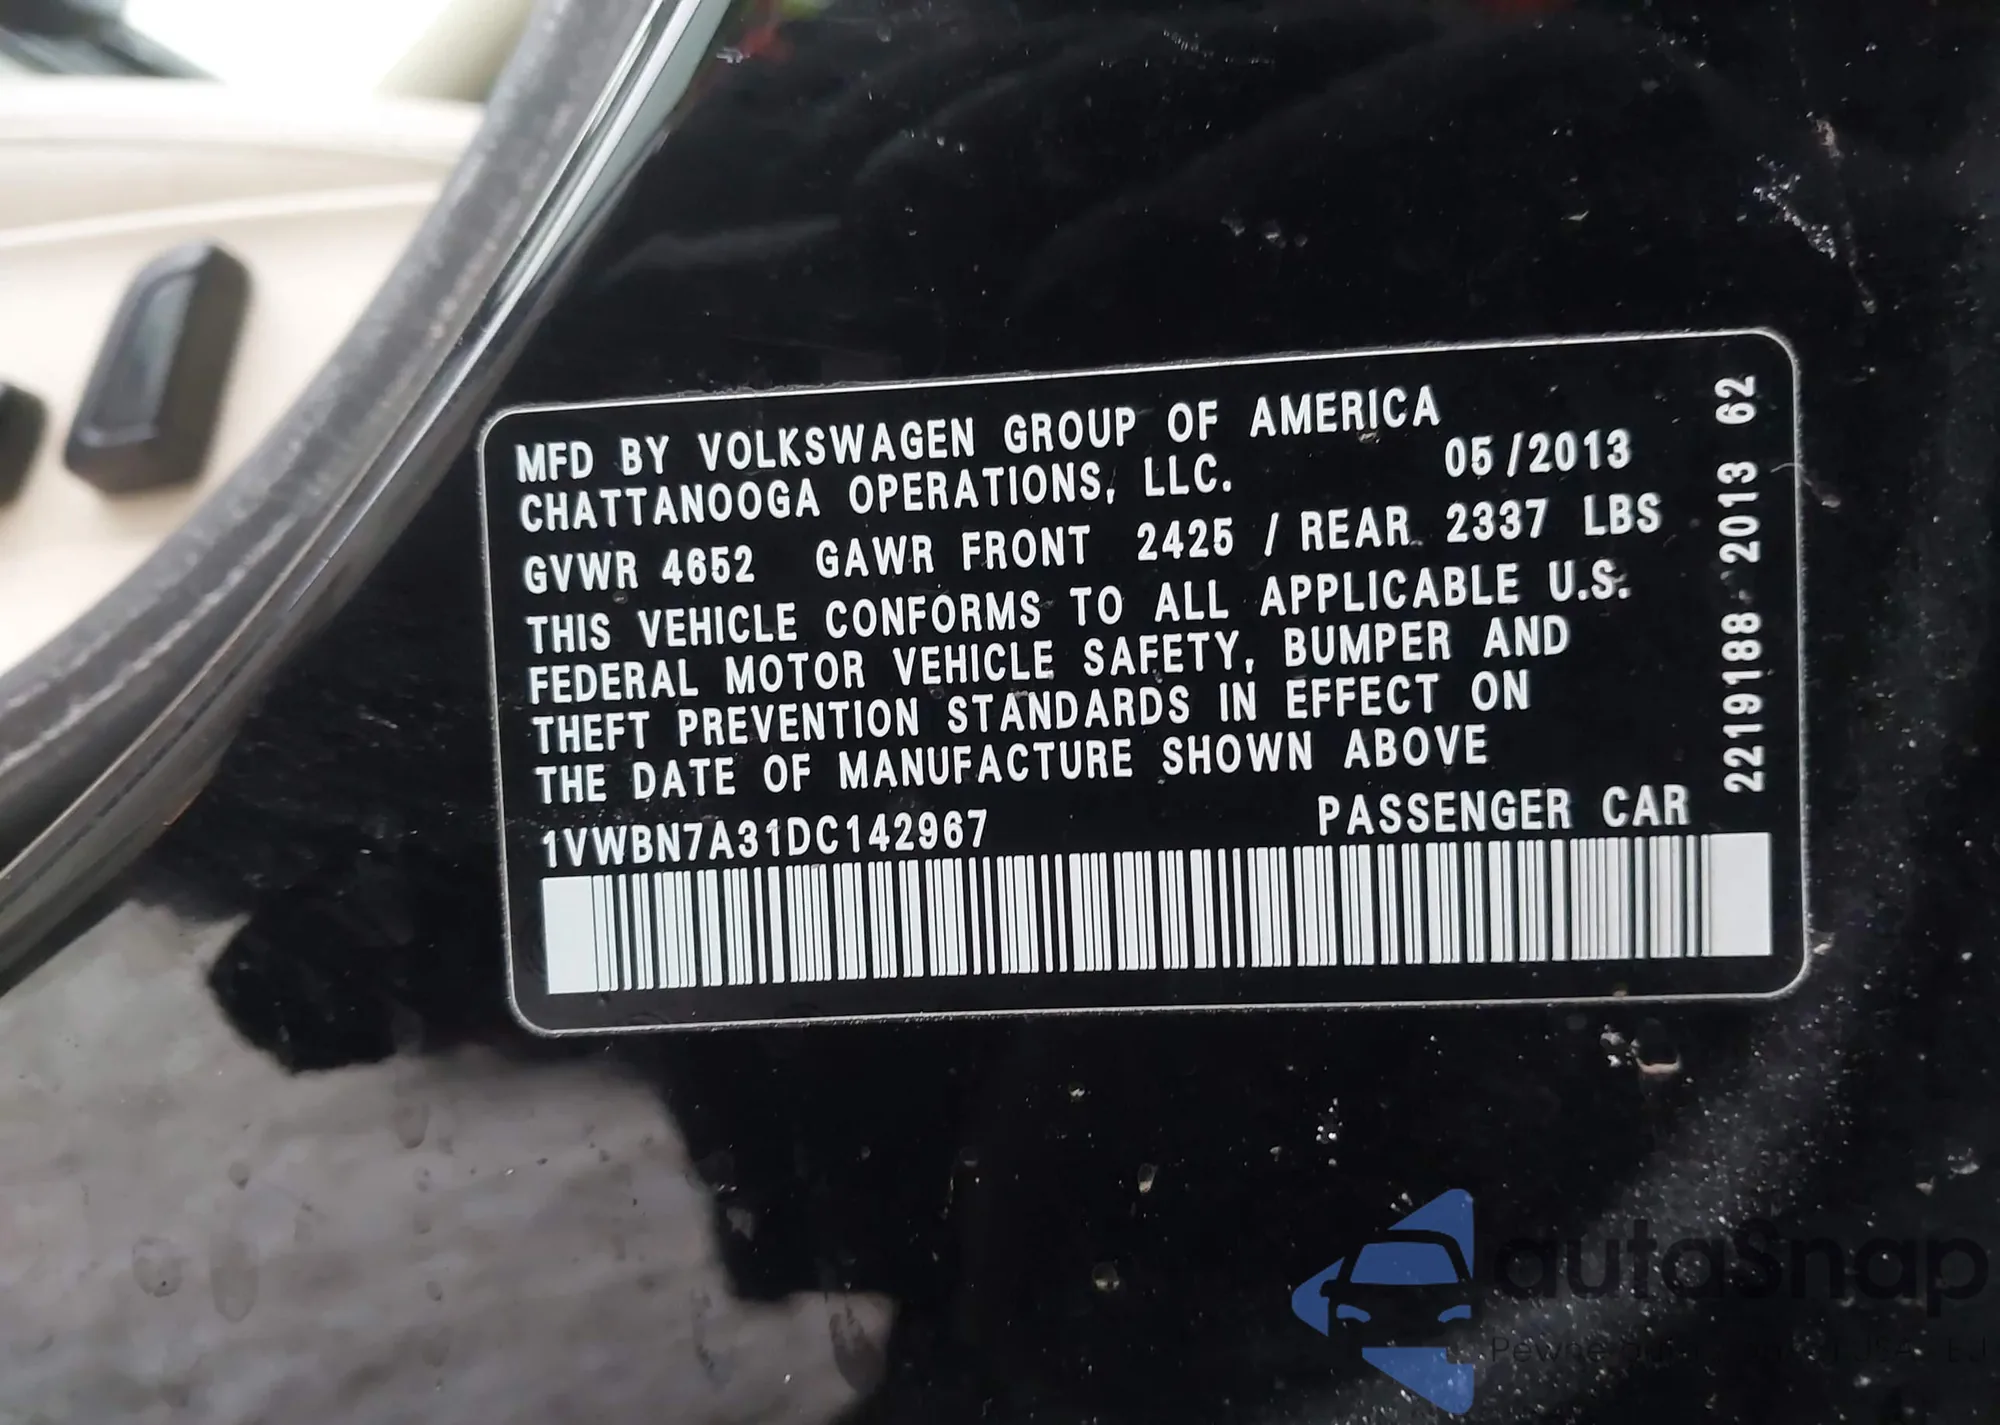 MFD BY VOLKSWAGEN GROUP OF AMERICA
CHATTANOOGA OPERATIONS, LLC. 05/2013
GVWR 4652 GAWR FRONT 2425 / REAR 2337 LBS
THIS VEHICLE CONFORMS TO ALL APPLICABLE U.S.
FEDERAL MOTOR VEHICLE SAFETY, BUMPER AND
THEFT PREVENTION STANDARDS IN EFFECT ON
THE DATE OF MANUFACTURE SHOWN ABOVE
1VWBN7A31DC142967 PASSENGER CAR
2219188 2013 62
autoSnap